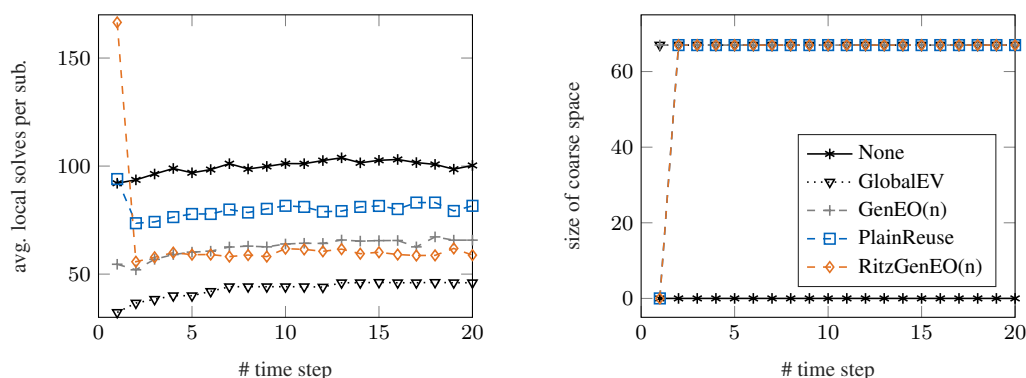 avg. local solves per sub.
150
100
50
0
5
10
15
20
# time step
size of coarse space
60
40
20
0
0
5
10
15
20
# time step
None
GlobalEV
GenEO(n)
PlainReuse
RitzGenEO(n)